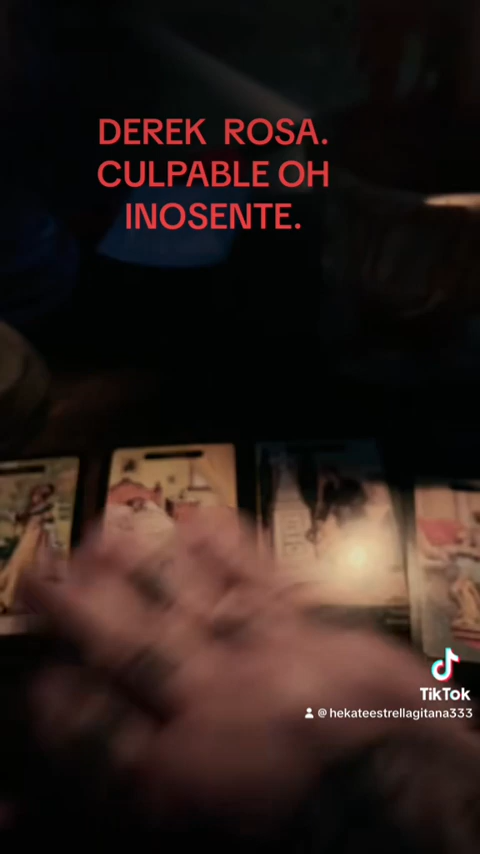 DEREK ROSA.
CULPABLE OH
INOSENTE.
TikTok
@hekateestrellagitana333